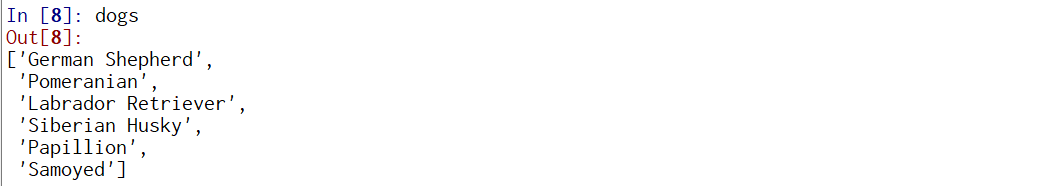 In [8]: dogs
Out[8]:
['German Shepherd',
 'Pomeranian',
 'Labrador Retriever',
 'Siberian Husky',
 'Papillion',
 'Samoyed']